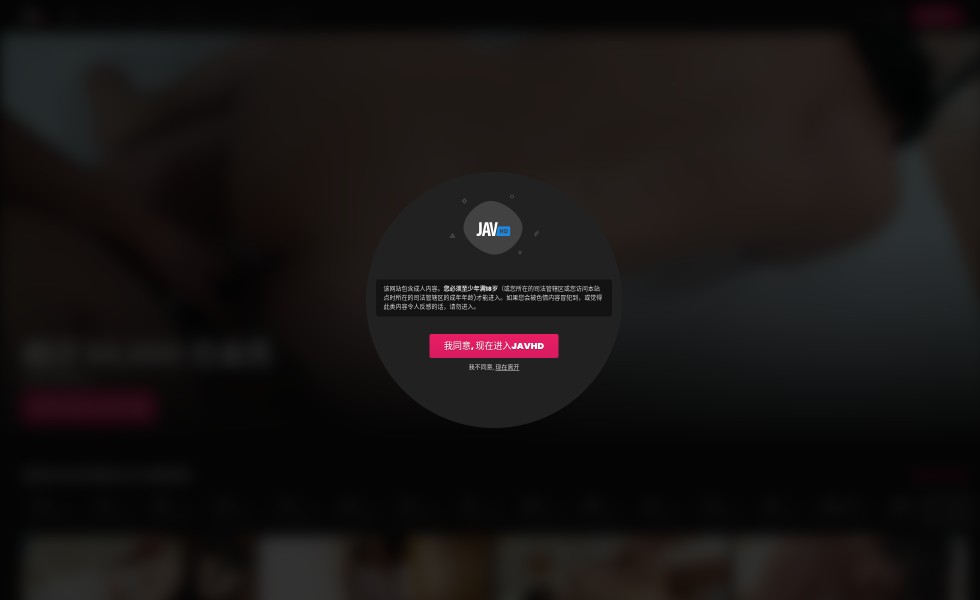 JAV HD
该网站包含成人内容。您必须至少年满18岁（或您所在的司法管辖区或您访问本站
点时所在的司法管辖区的成年年龄)才能进入。如果您会被色情内容冒犯到，或觉得
此类内容令人反感的话，请勿进入。
我同意, 现在进入JAVHD
我不同意, 现在离开